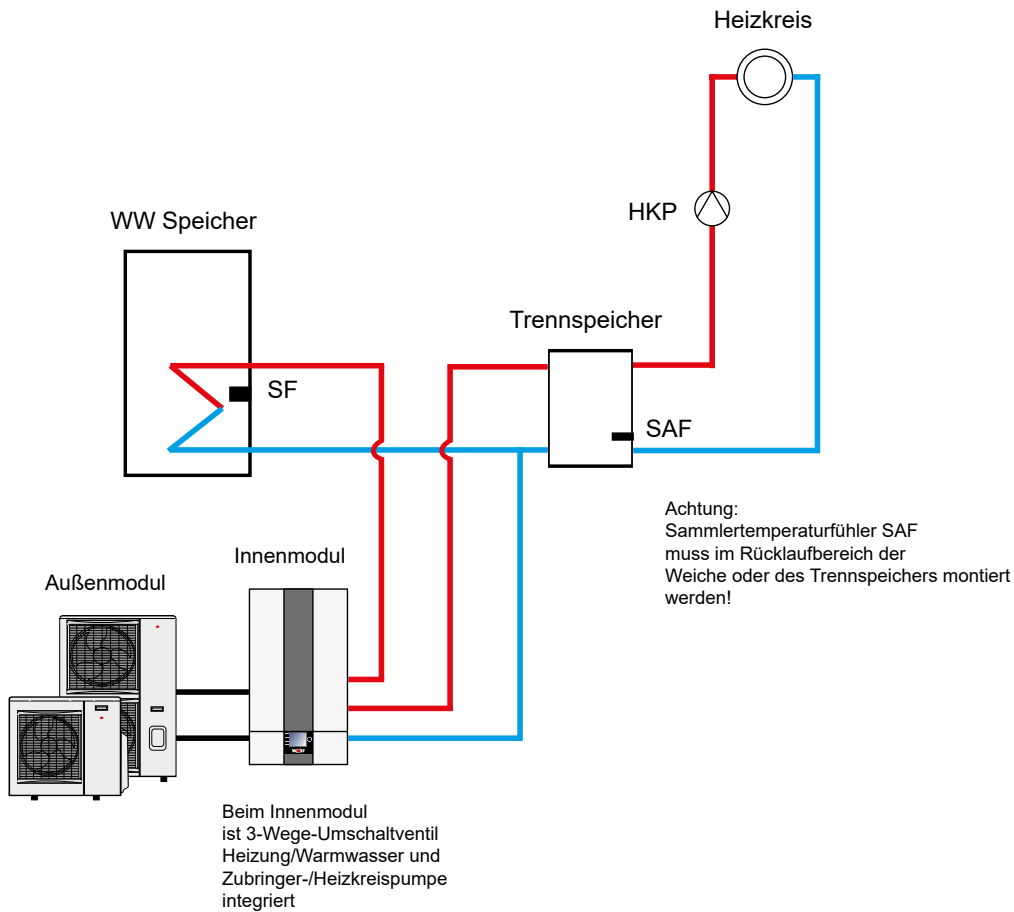 Heizkreis
HKP
WW Speicher
Trennspeicher
SF
SAF
Achtung:
Sammlertemperaturfühler SAF
muss im Rücklaufbereich der
Weiche oder des Trennspeichers montiert
werden!
Innenmodul
Außenmodul
WOLF
Beim Innenmodul
ist 3-Wege-Umschaltventil
Heizung/Warmwasser und
Zubringer-/Heizkreispumpe
integriert